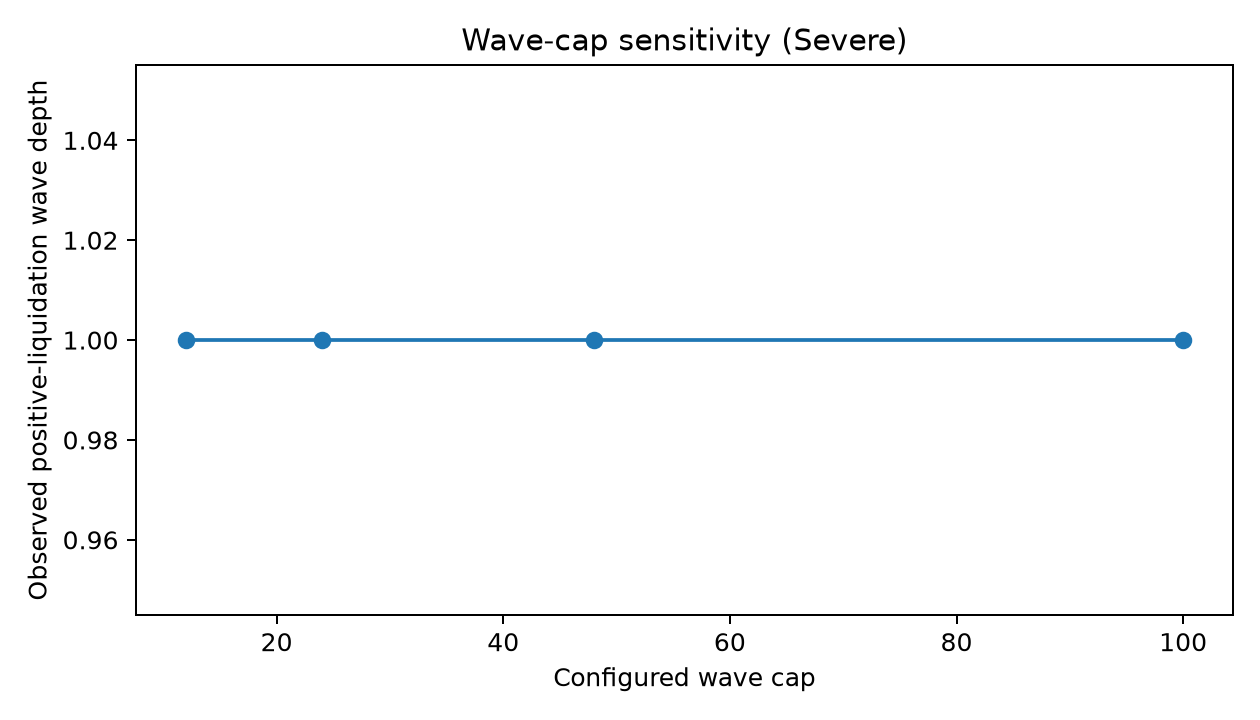 Wave-cap sensitivity (Severe)
Observed positive-liquidation wave depth
1.04
1.02
1.00
0.98
0.96
20 40 60 80 100
Configured wave cap